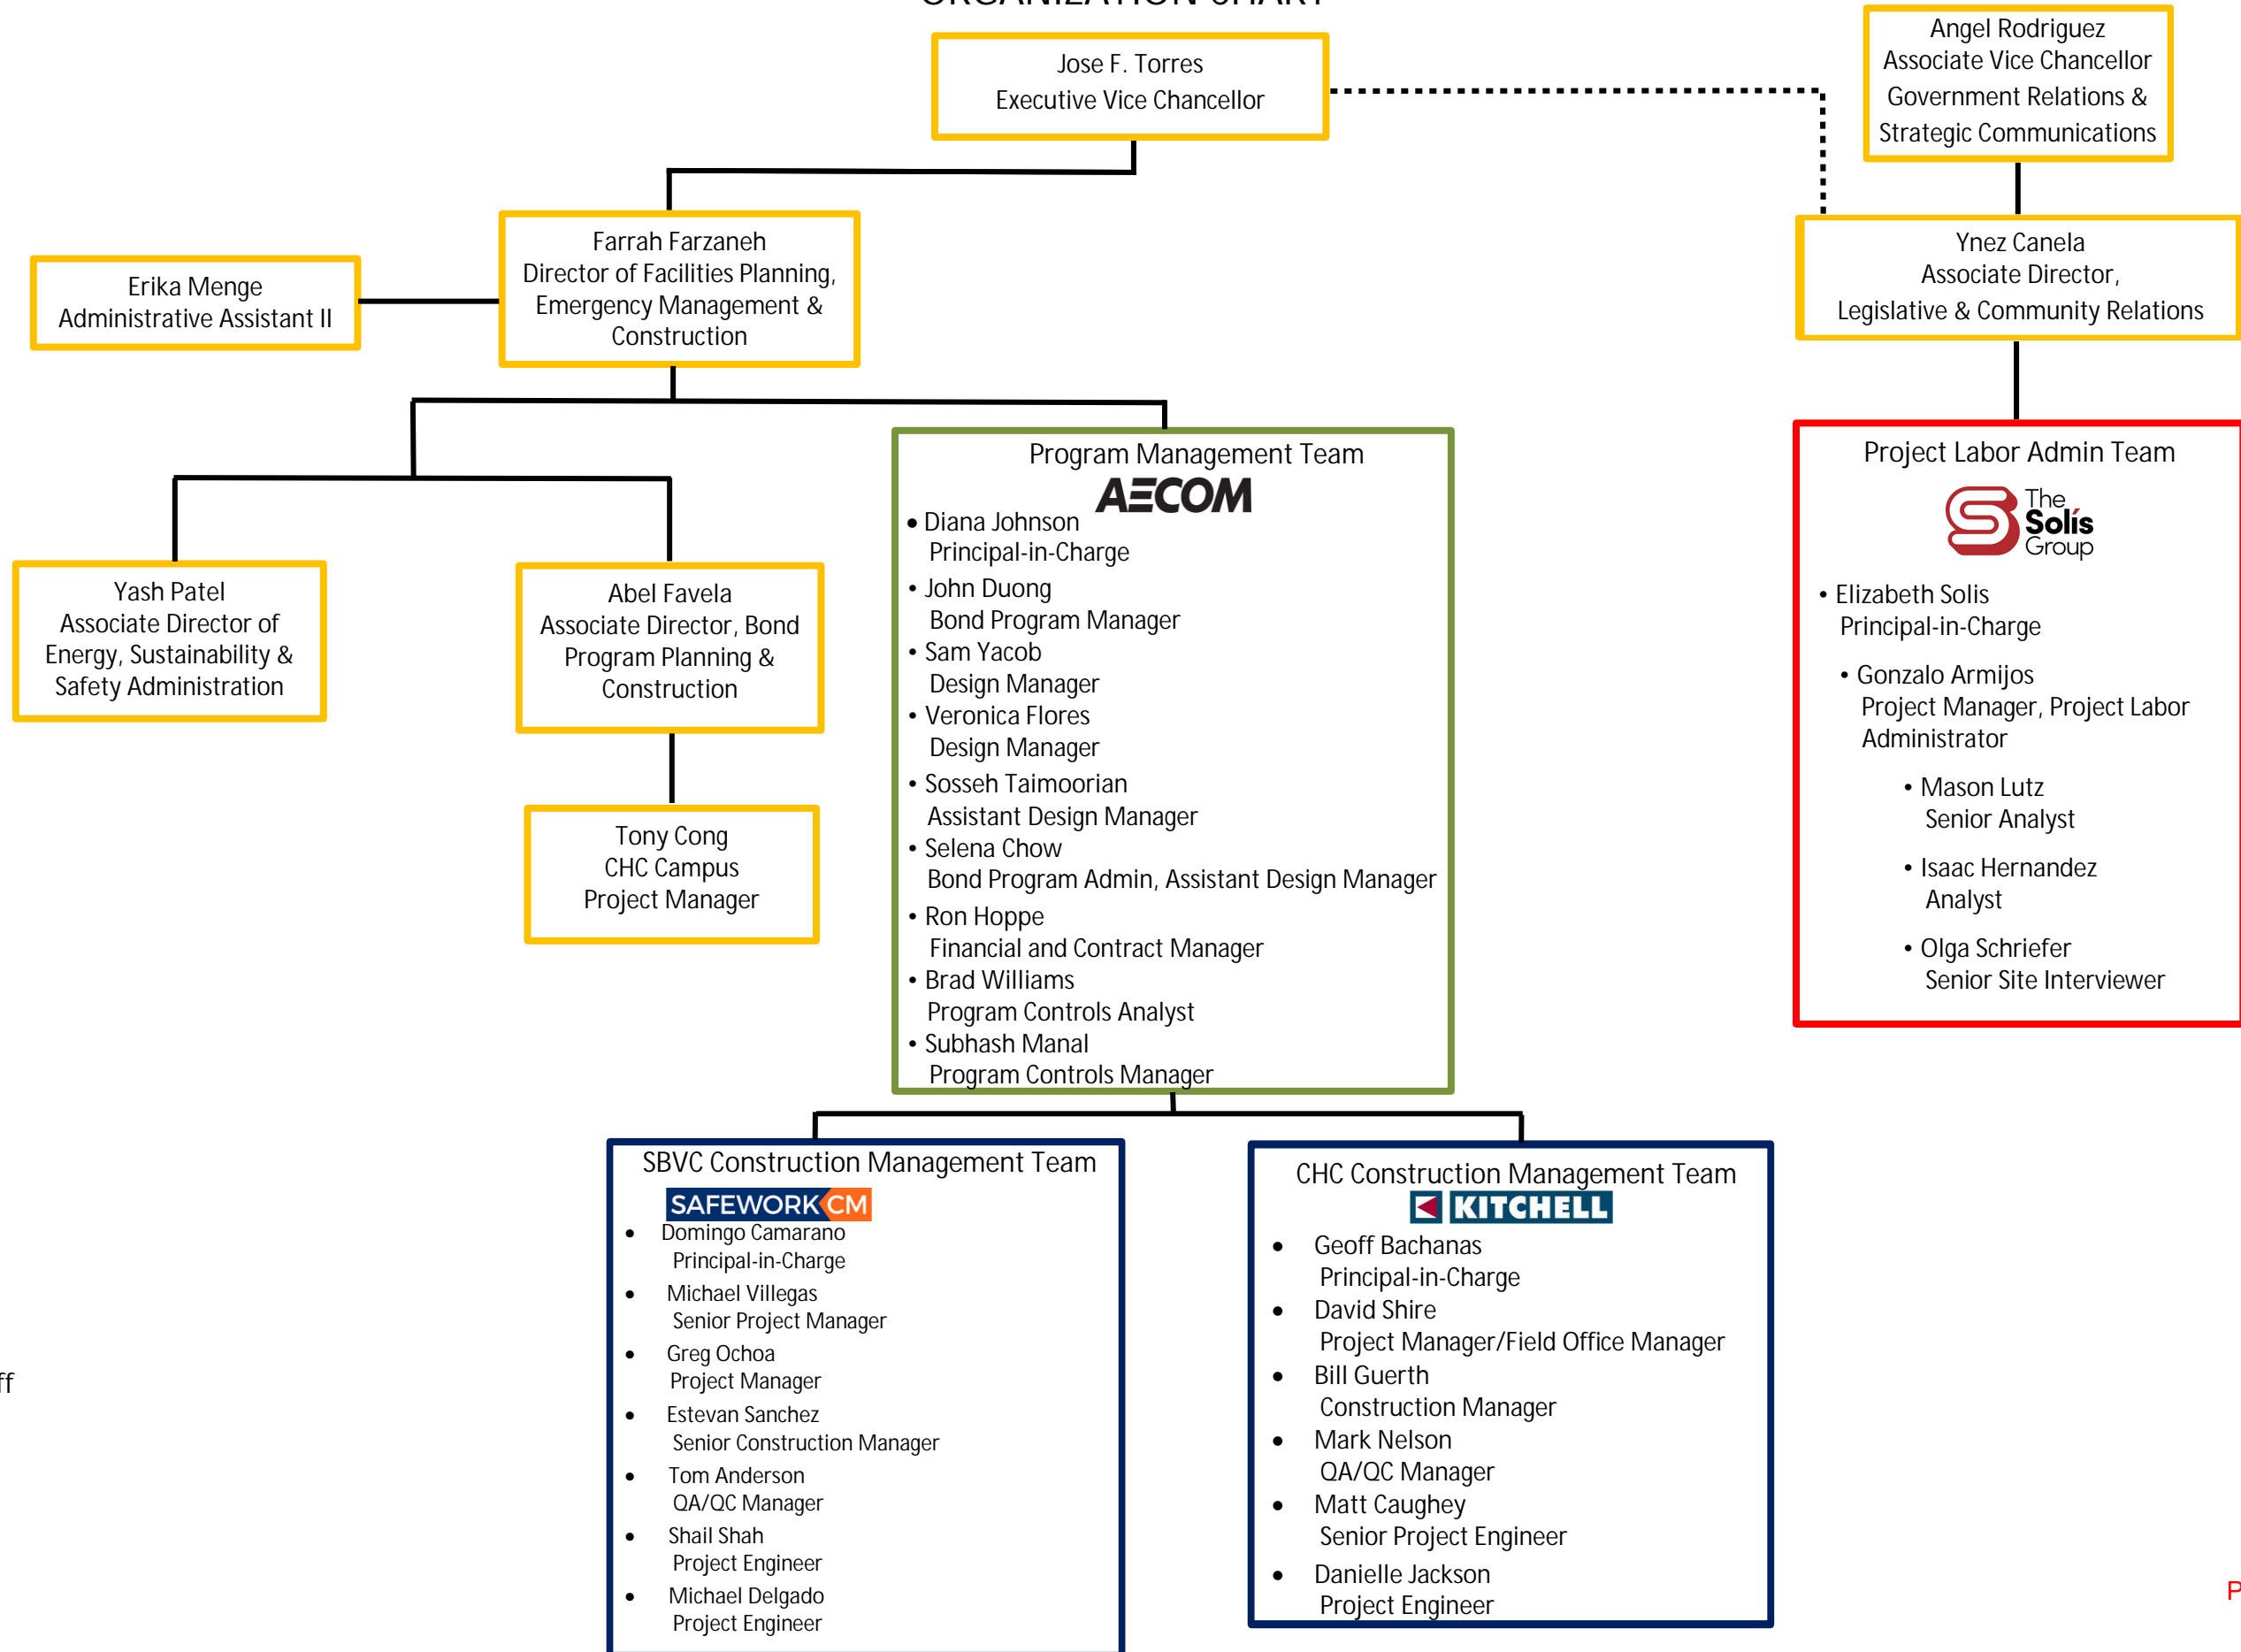 ORGANIZATION CHART
Jose F. Torres
Executive Vice Chancellor
Angel Rodriguez
Associate Vice Chancellor
Government Relations &
Strategic Communications
Farrah Farzaneh
Director of Facilities Planning,
Emergency Management &
Construction
Erika Menge
Administrative Assistant II
Ynez Canela
Associate Director,
Legislative & Community Relations
Yash Patel
Associate Director of
Energy, Sustainability &
Safety Administration
Abel Favela
Associate Director, Bond
Program Planning &
Construction
Tony Cong
CHC Campus
Project Manager
Program Management Team
AECOM
• Diana Johnson
Principal-in-Charge
• John Duong
Bond Program Manager
• Sam Yacob
Design Manager
• Veronica Flores
Design Manager
• Sosseh Taimoorian
Assistant Design Manager
• Selena Chow
Bond Program Admin, Assistant Design Manager
• Ron Hoppe
Financial and Contract Manager
• Brad Williams
Program Controls Analyst
• Subhash Manal
Program Controls Manager
Project Labor Admin Team
The
Solís
Group
• Elizabeth Solis
Principal-in-Charge
• Gonzalo Armijos
Project Manager, Project Labor
Administrator
• Mason Lutz
Senior Analyst
• Isaac Hernandez
Analyst
• Olga Schriefer
Senior Site Interviewer
SBVC Construction Management Team
SAFEWORK CM
• Domingo Camarano
Principal-in-Charge
• Michael Villegas
Senior Project Manager
• Greg Ochoa
Project Manager
• Estevan Sanchez
Senior Construction Manager
• Tom Anderson
QA/QC Manager
• Shail Shah
Project Engineer
• Michael Delgado
Project Engineer
CHC Construction Management Team
KITCHELL
• Geoff Bachanas
Principal-in-Charge
• David Shire
Project Manager/Field Office Manager
• Bill Guerth
Construction Manager
• Mark Nelson
QA/QC Manager
• Matt Caughey
Senior Project Engineer
• Danielle Jackson
Project Engineer